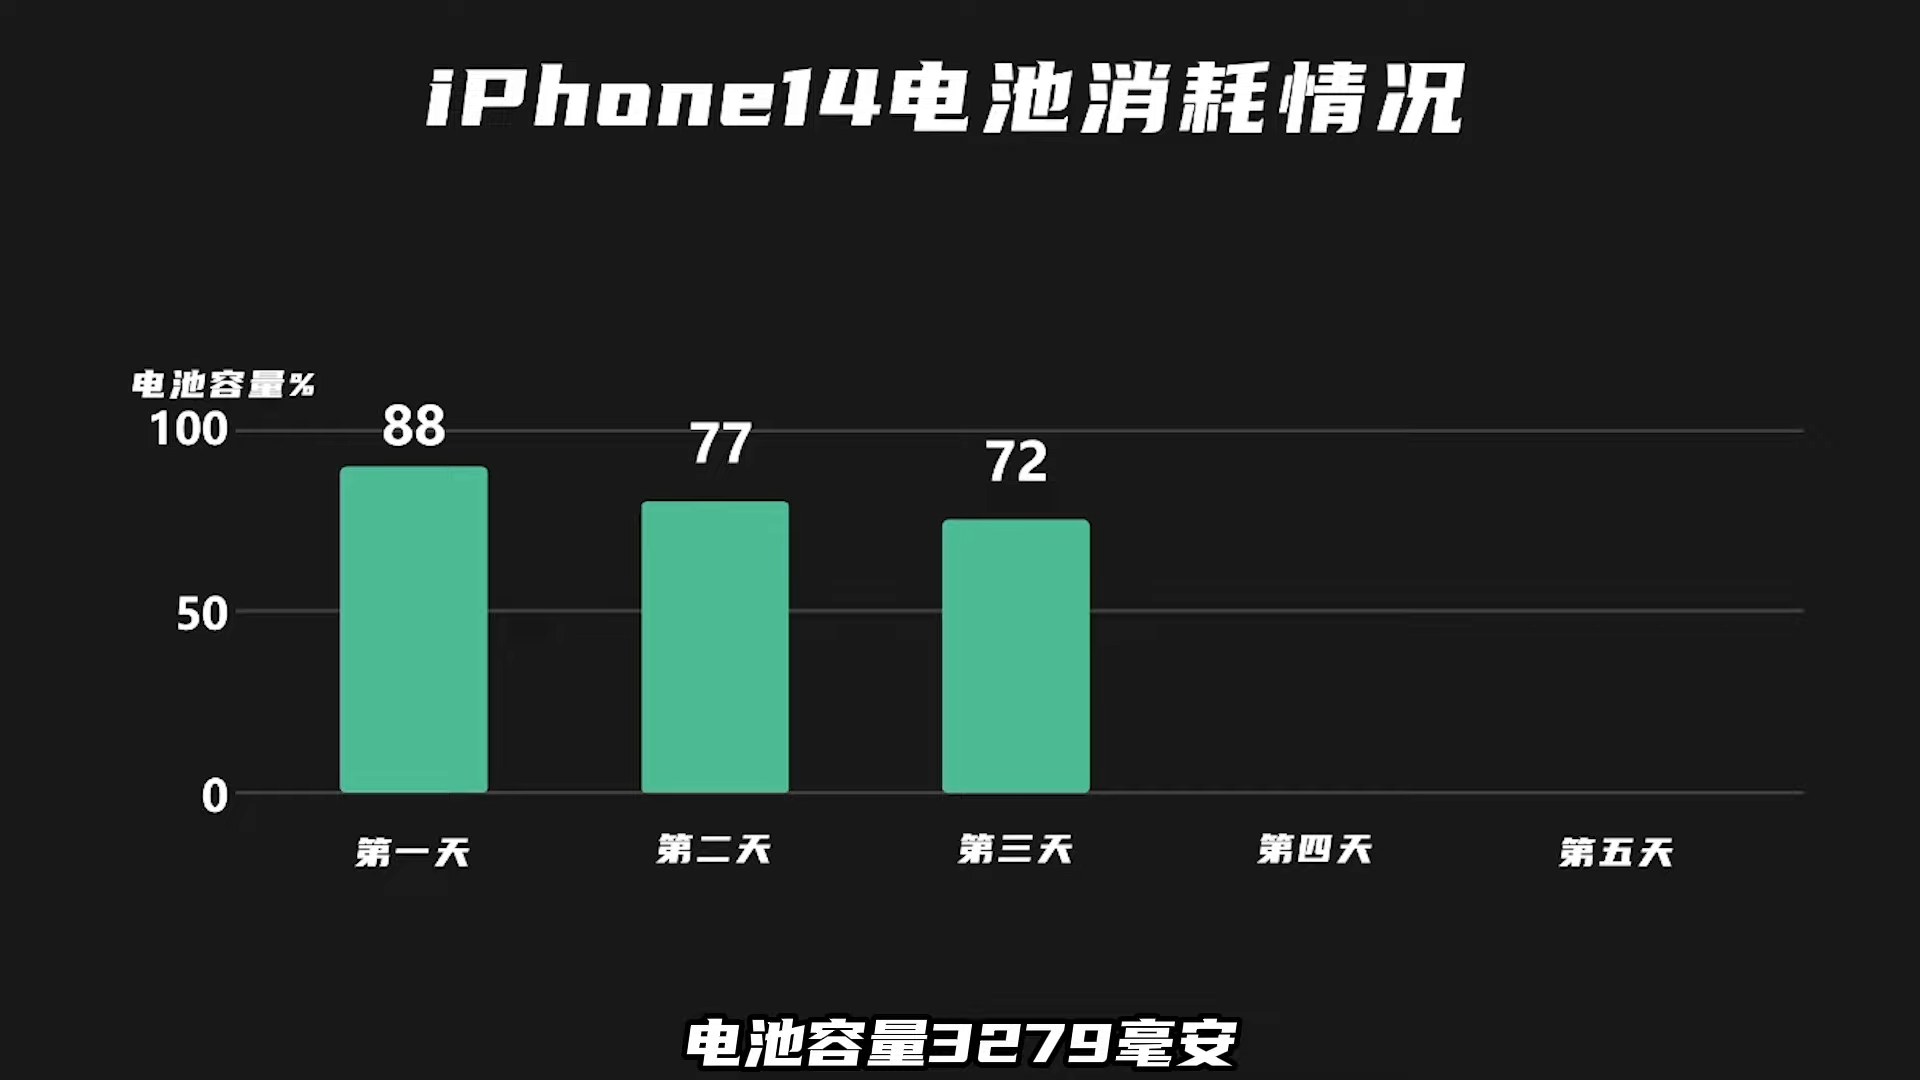 iPhone14电池消耗情况
电池容量%
100
88
77
72
50
0
第一天
第二天
第三天
第四天
第五天
电池容量3279毫安